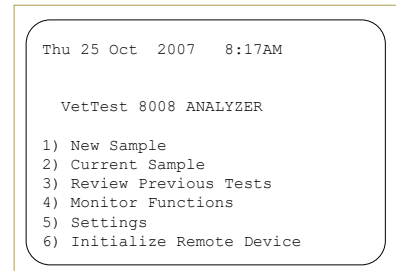 Thu 25 Oct  2007   8:17AM
VetTest 8008 ANALYZER
1) New Sample
2) Current Sample
3) Review Previous Tests
4) Monitor Functions
5) Settings
6) Initialize Remote Device